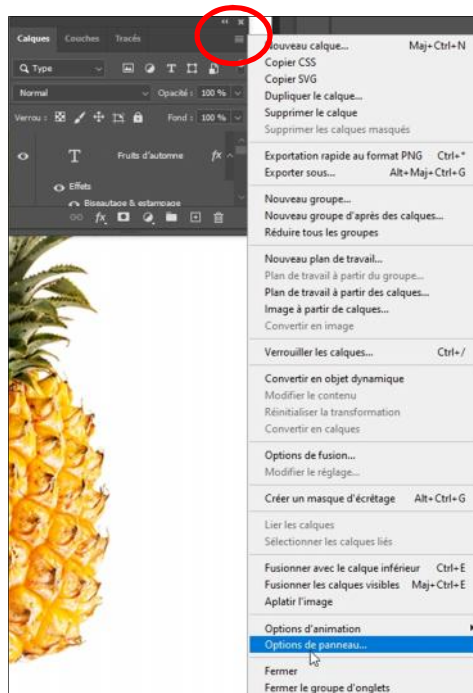 Calques Couches Tracés
Type
Normal Opacité : 100 %
Verrou : Fond : 100 %
T Fruits d'automne fx
Effets
Biseautage & estampage
fx
Nouveau calque... Maj+Ctrl+N
Copier CSS
Copier SVG
Dupliquer le calque...
Supprimer le calque
Supprimer les calques masqués
Exportation rapide au format PNG Ctrl+"
Exporter sous... Alt+Maj+Ctrl+G
Nouveau groupe...
Nouveau groupe d'après des calques...
Réduire tous les groupes
Nouveau plan de travail...
Plan de travail à partir du groupe...
Plan de travail à partir des calques...
Image à partir de calques...
Convertir en image
Verrouiller les calques... Ctrl+/
Convertir en objet dynamique
Modifier le contenu
Réinitialiser la transformation
Convertir en calques
Options de fusion...
Modifier le réglage...
Créer un masque d'écrêtage Alt+Ctrl+G
Lier les calques
Sélectionner les calques liés
Fusionner avec le calque inférieur Ctrl+E
Fusionner les calques visibles Maj+Ctrl+E
Aplatir l'image
Options d'animation
Options de panneau...
Fermer
Fermer le groupe d'onglets